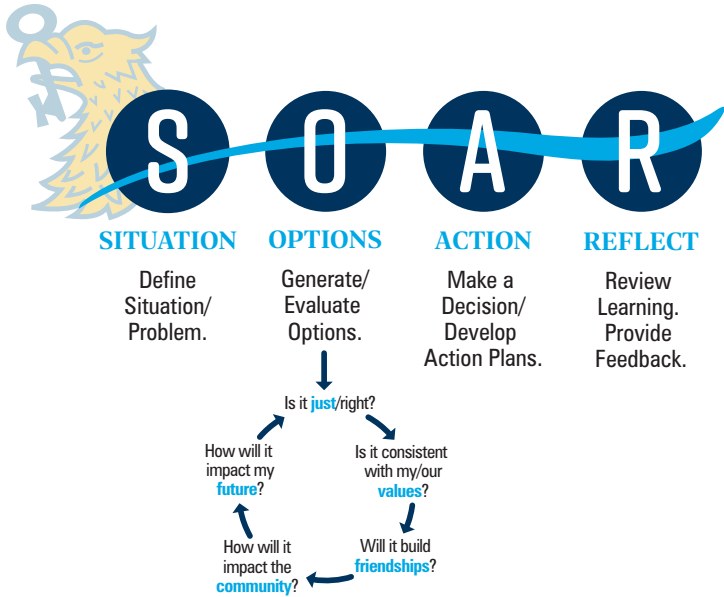 S O A R
SITUATION
Define
Situation/
Problem.
OPTIONS
Generate/
Evaluate
Options.
ACTION
Make a
Decision/
Develop
Action Plans.
REFLECT
Review
Learning.
Provide
Feedback.
Is it just/right?
Is it consistent
with my/our
values?
Will it build
friendships?
How will it
impact the
community?
How will it
impact my
future?